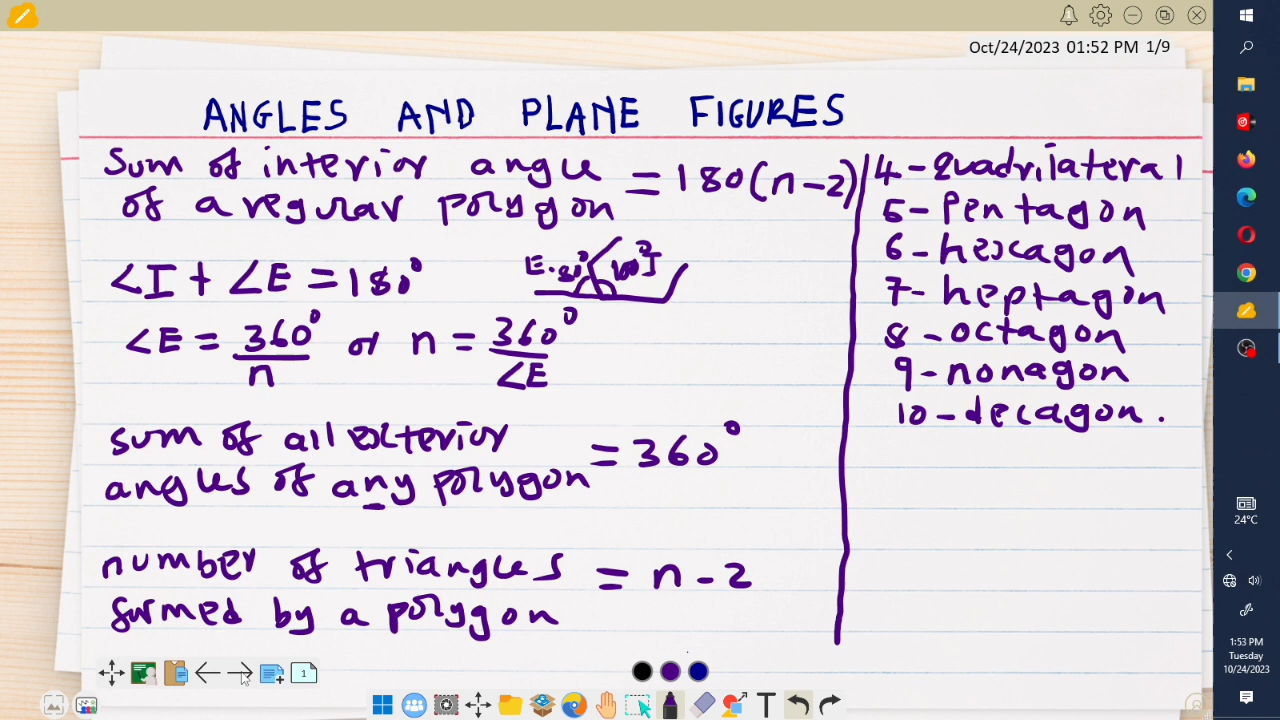 Oct/24/2023 01:52 PM 1/9
ANGLES AND PLANE FIGURES
Sum of interior angle
of a regular polygon = 180(n-2)
∠I + ∠E = 180°
E.80° 100°I
∠E = 360°/n or n = 360°/∠E
sum of all exterior
angles of any polygon = 360°
number of triangles
formed by a polygon = n - 2
4 - Quadrilateral
5 - Pentagon
6 - hexagon
7 - heptagon
8 - octagon
9 - nonagon
10 - decagon.
1
T
24°C
1:53 PM
Tuesday
10/24/2023